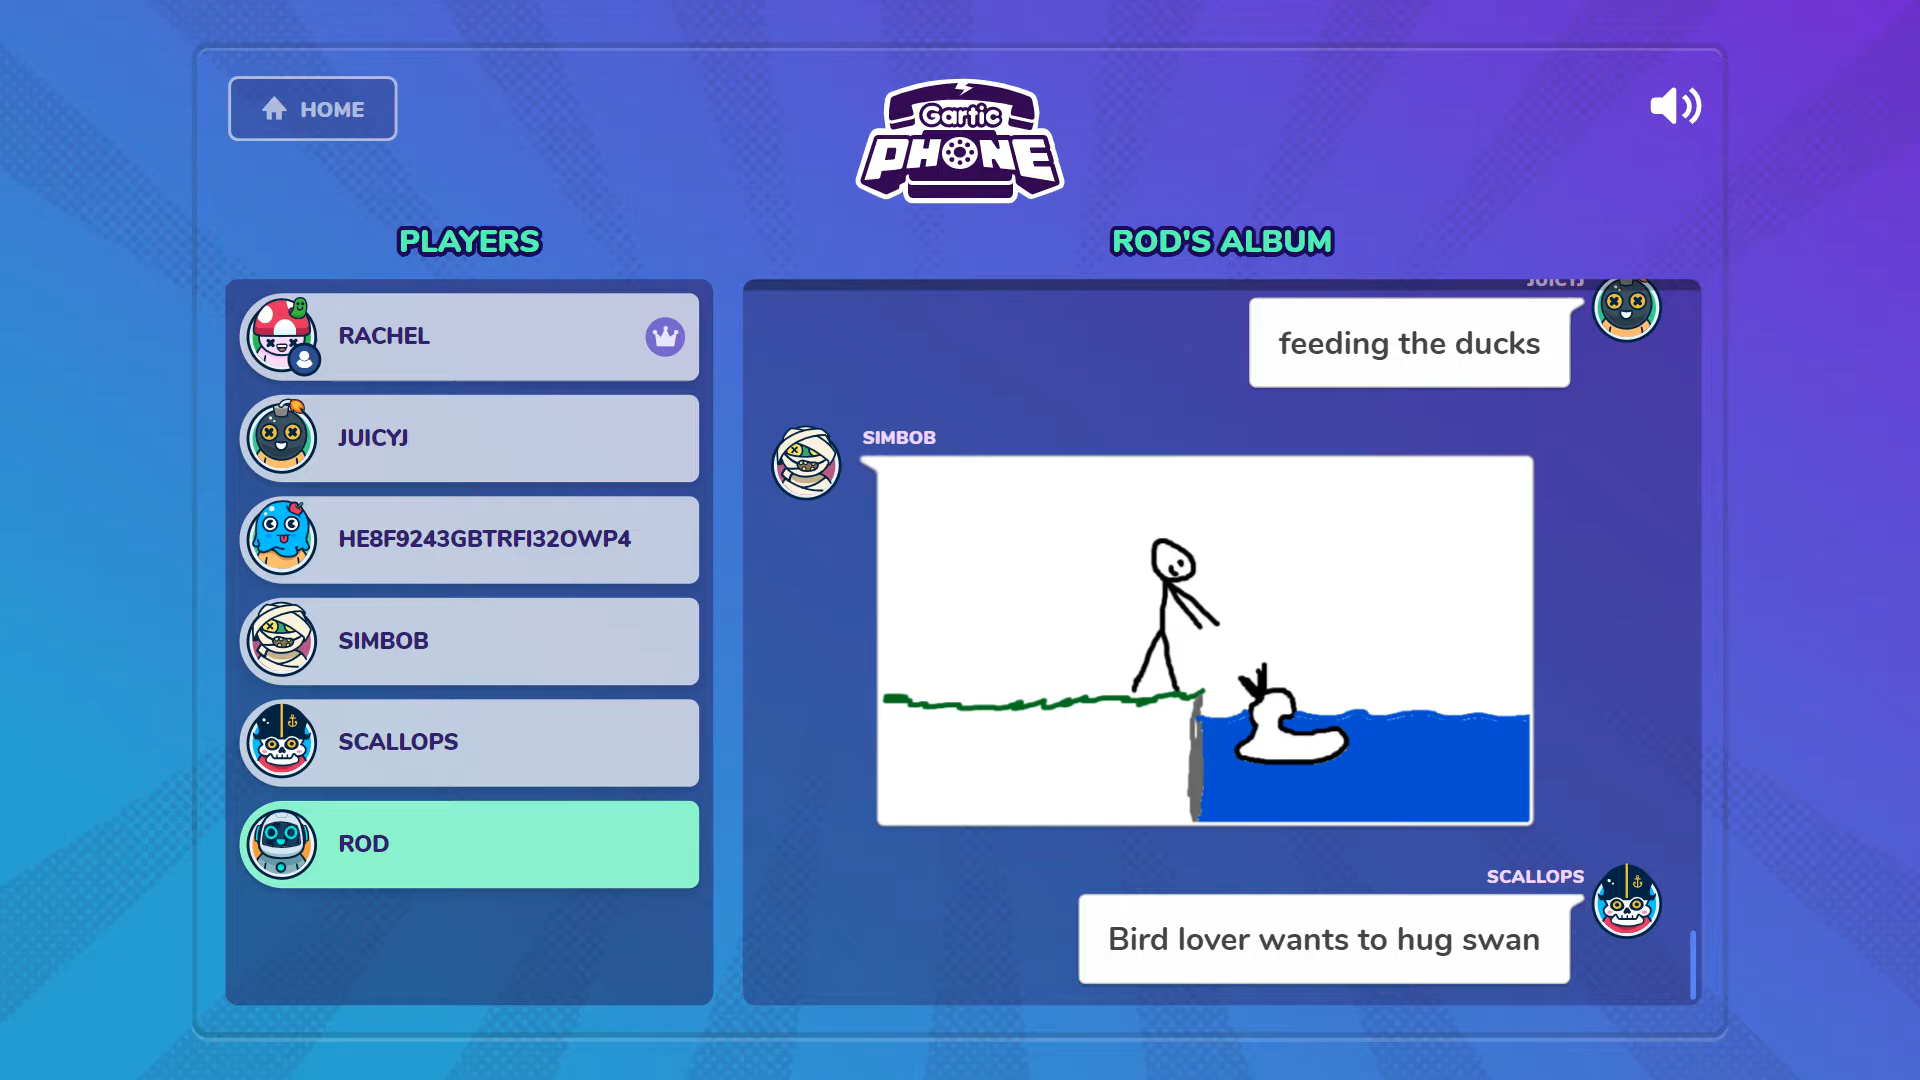 HOME
Gartic
PHONE
PLAYERS
RACHEL
JUICYJ
HE8F9243GBTRFI32OWP4
SIMBOB
SCALLOPS
ROD
ROD'S ALBUM
JUICYJ
feeding the ducks
SIMBOB
SCALLOPS
Bird lover wants to hug swan